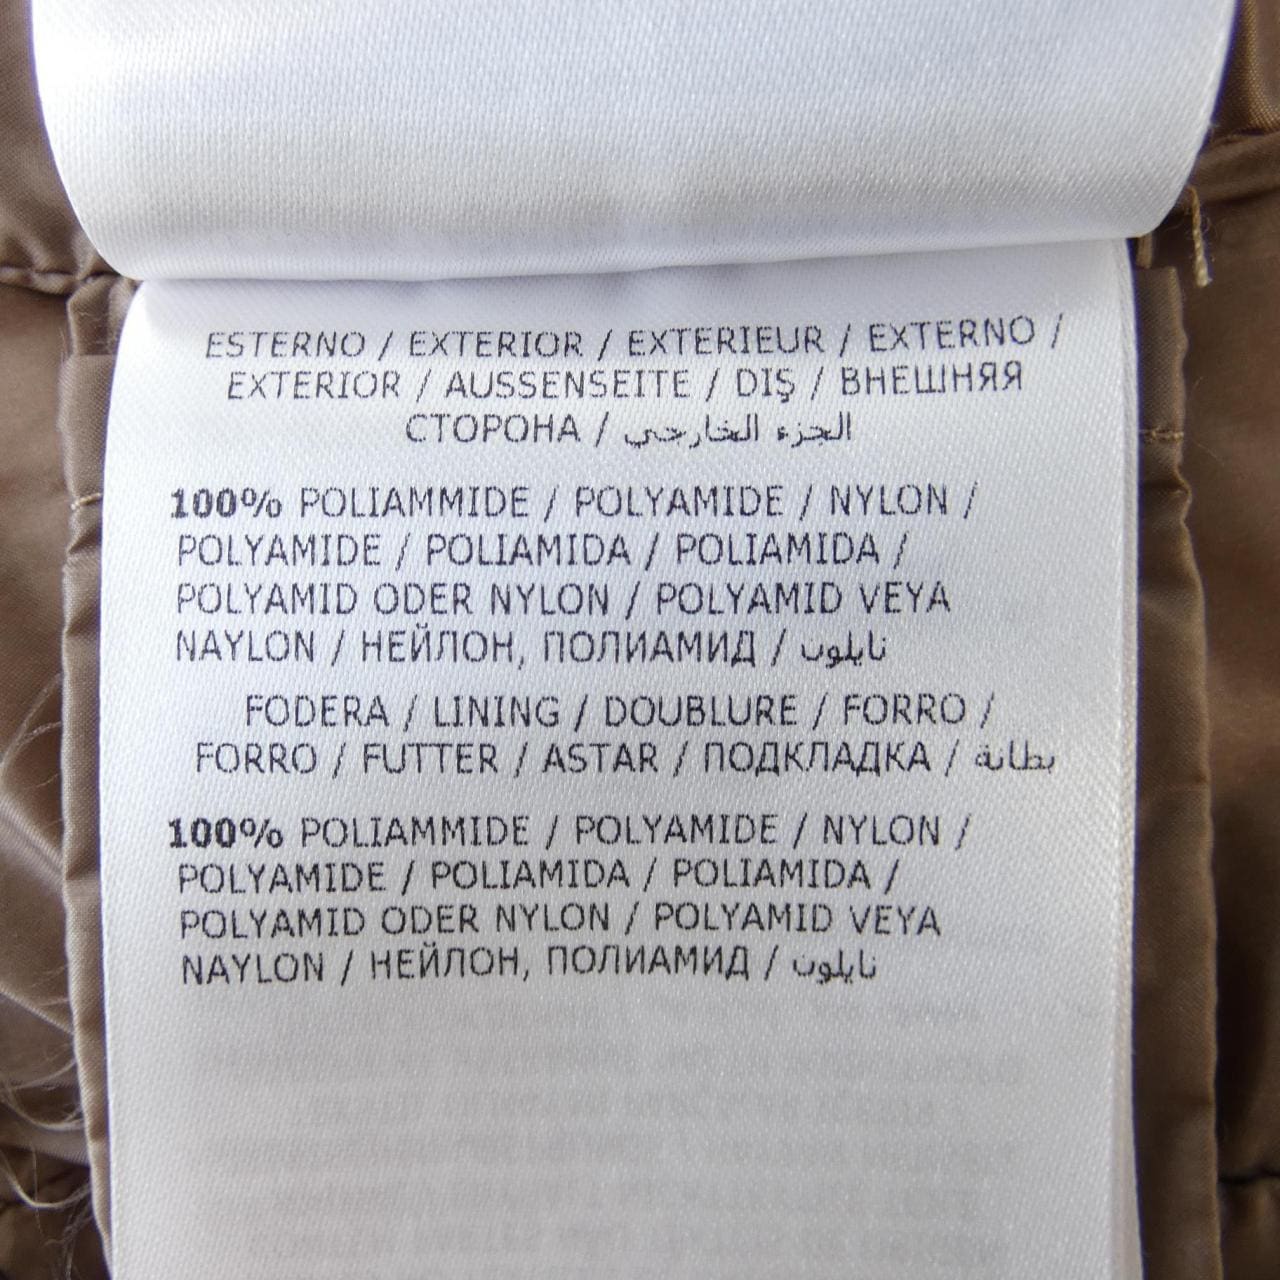 ESTERNO / EXTERIOR / EXTERIEUR / EXTERNO /
EXTERIOR / AUSSENSEITE / DIŞ / ВНЕШНЯЯ
СТОРОНА / الجزء الخارجي
100% POLIAMMIDE / POLYAMIDE / NYLON /
POLYAMIDE / POLIAMIDA / POLIAMIDA /
POLYAMID ODER NYLON / POLYAMID VEYA
NAYLON / НЕЙЛОН, ПОЛИАМИД / نايلون
FODERA / LINING / DOUBLURE / FORRO /
FORRO / FUTTER / ASTAR / ПОДКЛАДКА / بطانة
100% POLIAMMIDE / POLYAMIDE / NYLON /
POLYAMIDE / POLIAMIDA / POLIAMIDA /
POLYAMID ODER NYLON / POLYAMID VEYA
NAYLON / НЕЙЛОН, ПОЛИАМИД / نايلون